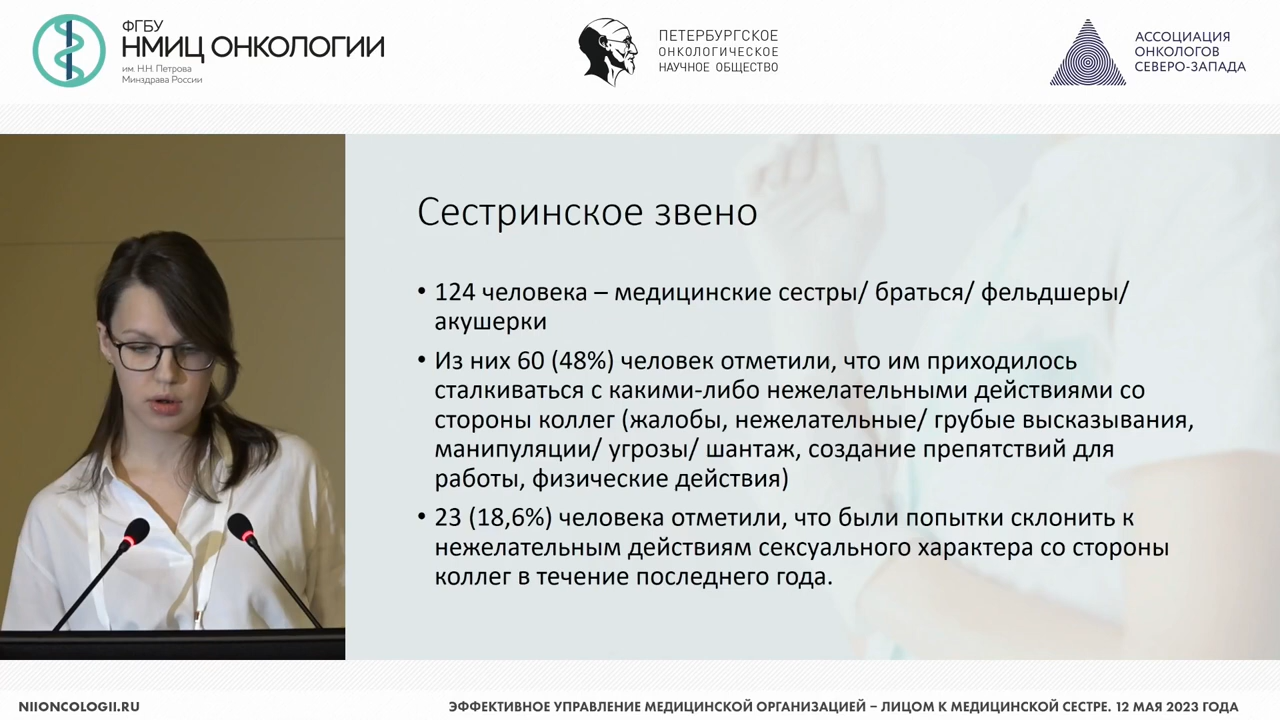 ФГБУ
НМИЦ ОНКОЛОГИИ
им. Н.Н. Петрова
Минздрава России
ПЕТЕРБУРГСКОЕ
ОНКОЛОГИЧЕСКОЕ
НАУЧНОЕ ОБЩЕСТВО
АССОЦИАЦИЯ
ОНКОЛОГОВ
СЕВЕРО-ЗАПАДА
Сестринское звено
• 124 человека – медицинские сестры/ браться/ фельдшеры/
акушерки
• Из них 60 (48%) человек отметили, что им приходилось
сталкиваться с какими-либо нежелательными действиями со
стороны коллег (жалобы, нежелательные/ грубые высказывания,
манипуляции/ угрозы/ шантаж, создание препятствий для
работы, физические действия)
• 23 (18,6%) человека отметили, что были попытки склонить к
нежелательным действиям сексуального характера со стороны
коллег в течение последнего года.
NIIONCOLOGII.RU
ЭФФЕКТИВНОЕ УПРАВЛЕНИЕ МЕДИЦИНСКОЙ ОРГАНИЗАЦИЕЙ – ЛИЦОМ К МЕДИЦИНСКОЙ СЕСТРЕ. 12 МАЯ 2023 ГОДА